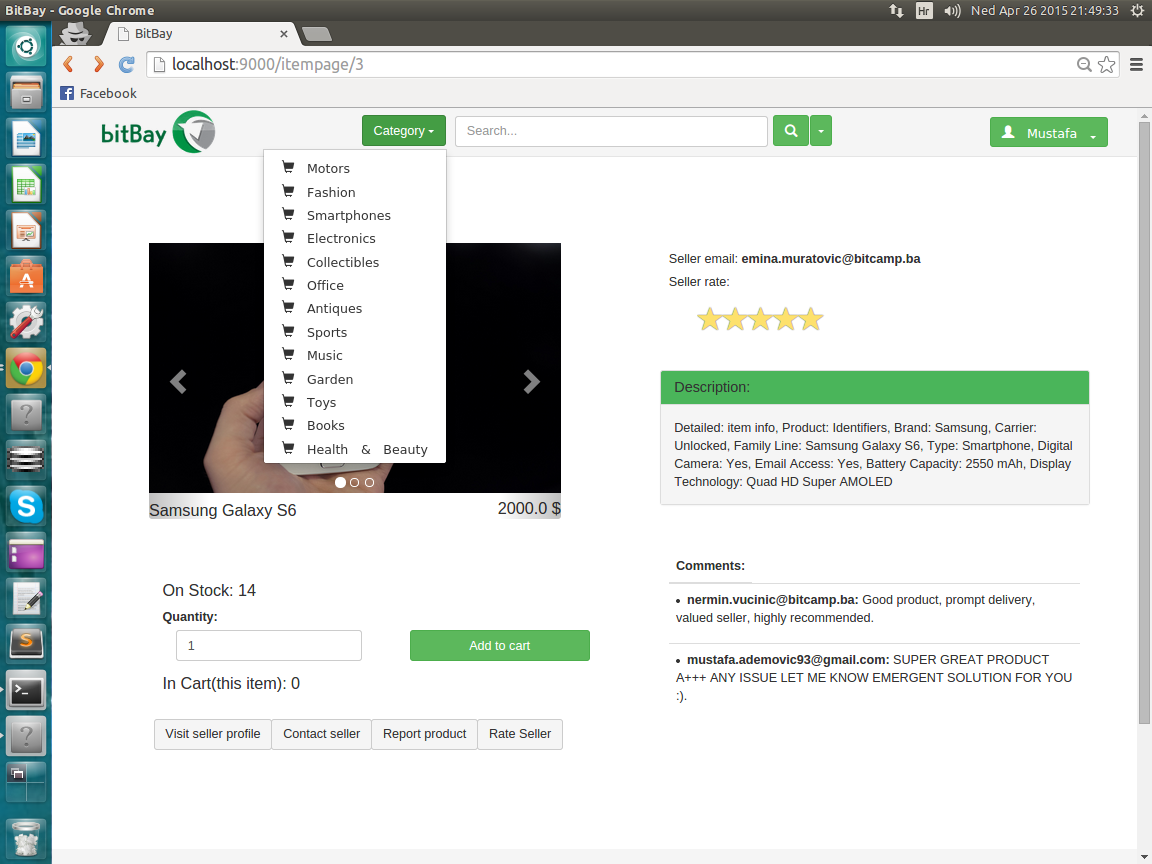 BitBay - Google Chrome
Hr
Ned Apr 26 2015 21:49:33
BitBay
localhost:9000/itempage/3
Facebook
bitBay
Category
Search...
Mustafa
Motors
Fashion
Smartphones
Electronics
Collectibles
Office
Antiques
Sports
Music
Garden
Toys
Books
Health & Beauty
Samsung Galaxy S6
2000.0 $
On Stock: 14
Quantity:
1
Add to cart
In Cart(this item): 0
Visit seller profile
Contact seller
Report product
Rate Seller
Seller email: emina.muratovic@bitcamp.ba
Seller rate:
Description:
Detailed: item info, Product: Identifiers, Brand: Samsung, Carrier:
Unlocked, Family Line: Samsung Galaxy S6, Type: Smartphone, Digital
Camera: Yes, Email Access: Yes, Battery Capacity: 2550 mAh, Display
Technology: Quad HD Super AMOLED
Comments:
• nermin.vucinic@bitcamp.ba: Good product, prompt delivery,
valued seller, highly recommended.
• mustafa.ademovic93@gmail.com: SUPER GREAT PRODUCT
A+++ ANY ISSUE LET ME KNOW EMERGENT SOLUTION FOR YOU
:).